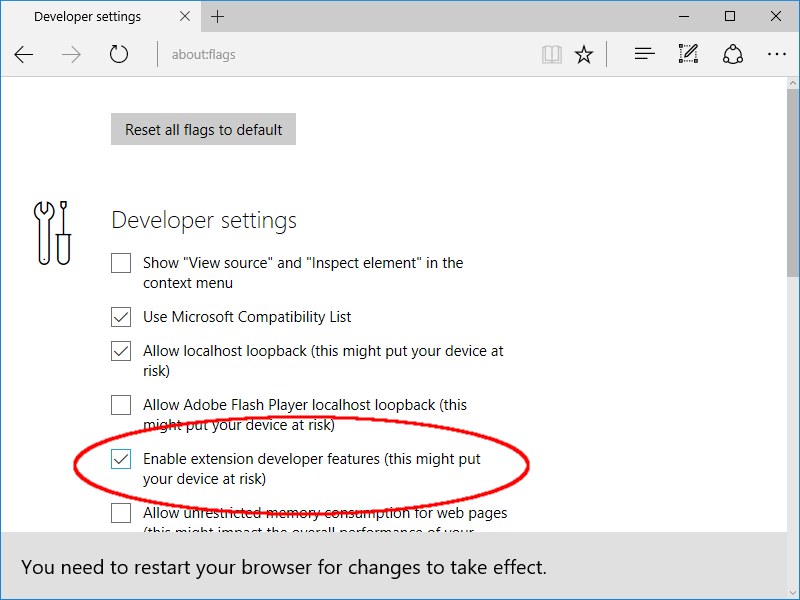 Developer settings
about:flags
Reset all flags to default
Developer settings
Show "View source" and "Inspect element" in the
context menu
Use Microsoft Compatibility List
Allow localhost loopback (this might put your device at
risk)
Allow Adobe Flash Player localhost loopback (this
might put your device at risk)
Enable extension developer features (this might put
your device at risk)
Allow unrestricted memory consumption for web pages
(this might impact the overall performance of your
You need to restart your browser for changes to take effect.